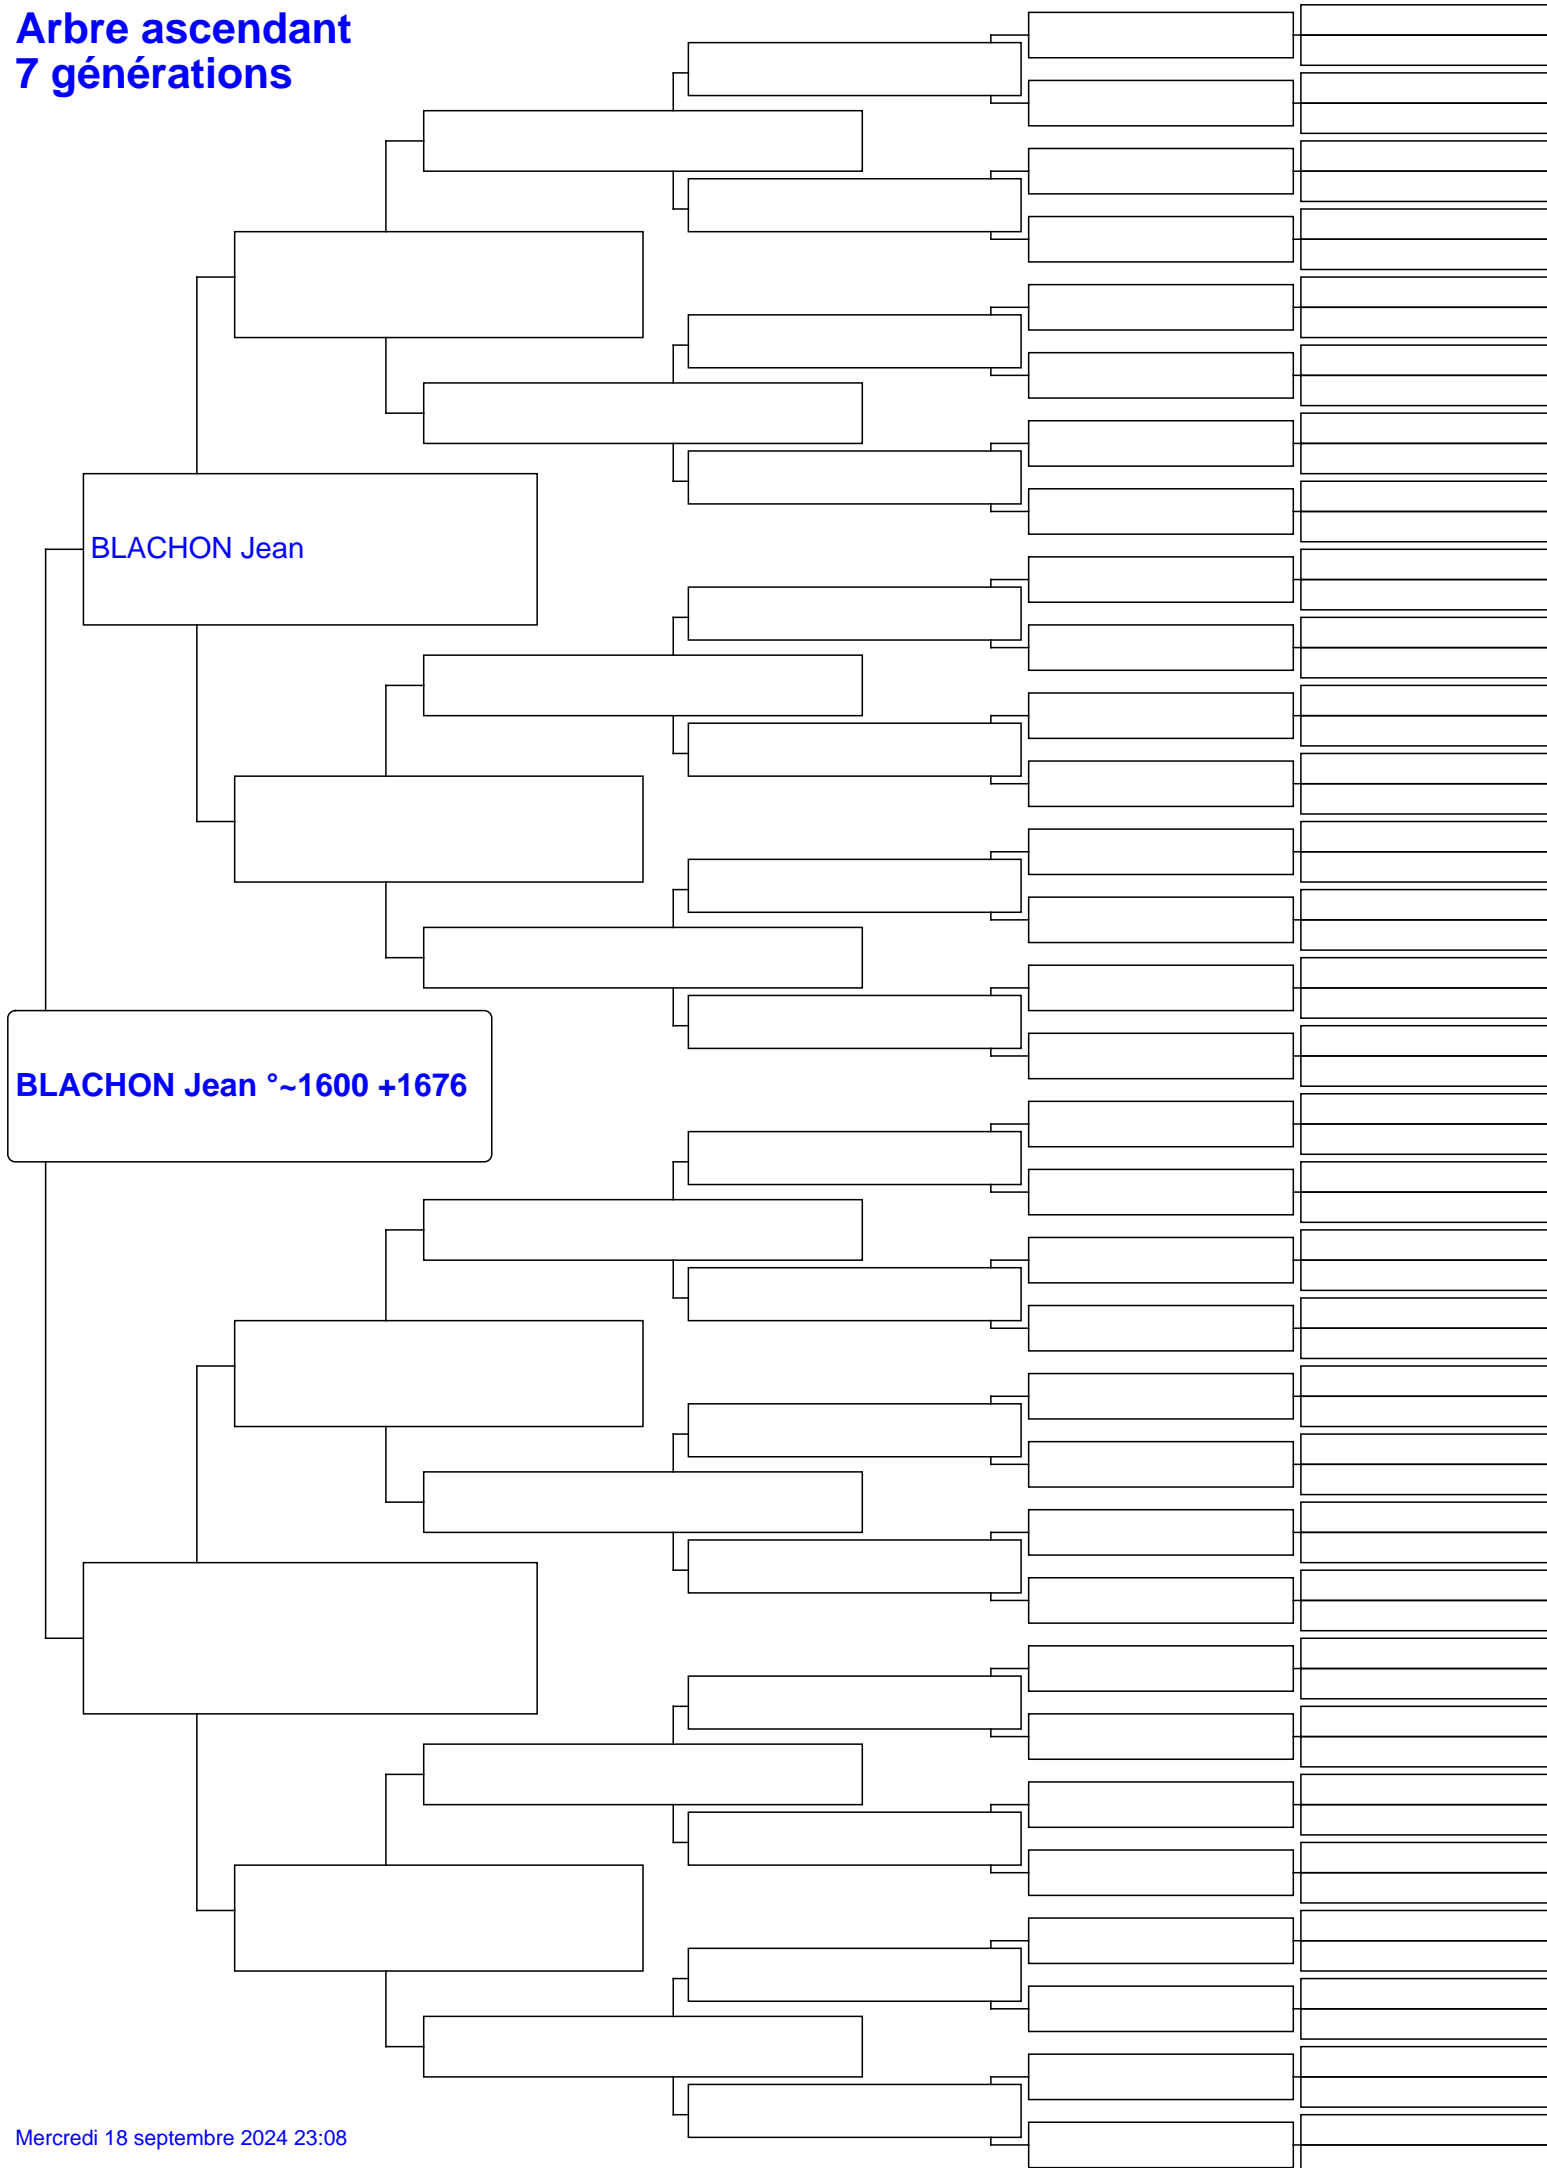 Arbre ascendant
7 générations
BLACHON Jean
BLACHON Jean °~1600 +1676
Mercredi 18 septembre 2024 23:08